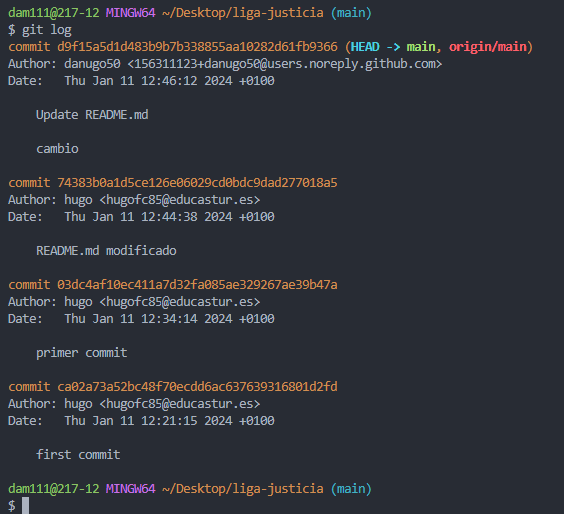 dam111@217-12 MINGW64 ~/Desktop/liga-justicia (main)
$ git log
commit d9f15a5d1d483b9b7b338855aa10282d61fb9366 (HEAD -> main, origin/main)
Author: danugo50 <156311123+danugo50@users.noreply.github.com>
Date:   Thu Jan 11 12:46:12 2024 +0100
    Update README.md
    cambio
commit 74383b0a1d5ce126e06029cd0bdc9dad277018a5
Author: hugo <hugofc85@educastur.es>
Date:   Thu Jan 11 12:44:38 2024 +0100
    README.md modificado
commit 03dc4af10ec411a7d32fa085ae329267ae39b47a
Author: hugo <hugofc85@educastur.es>
Date:   Thu Jan 11 12:34:14 2024 +0100
    primer commit
commit ca02a73a52bc48f70ecdd6ac637639316801d2fd
Author: hugo <hugofc85@educastur.es>
Date:   Thu Jan 11 12:21:15 2024 +0100
    first commit
dam111@217-12 MINGW64 ~/Desktop/liga-justicia (main)
$